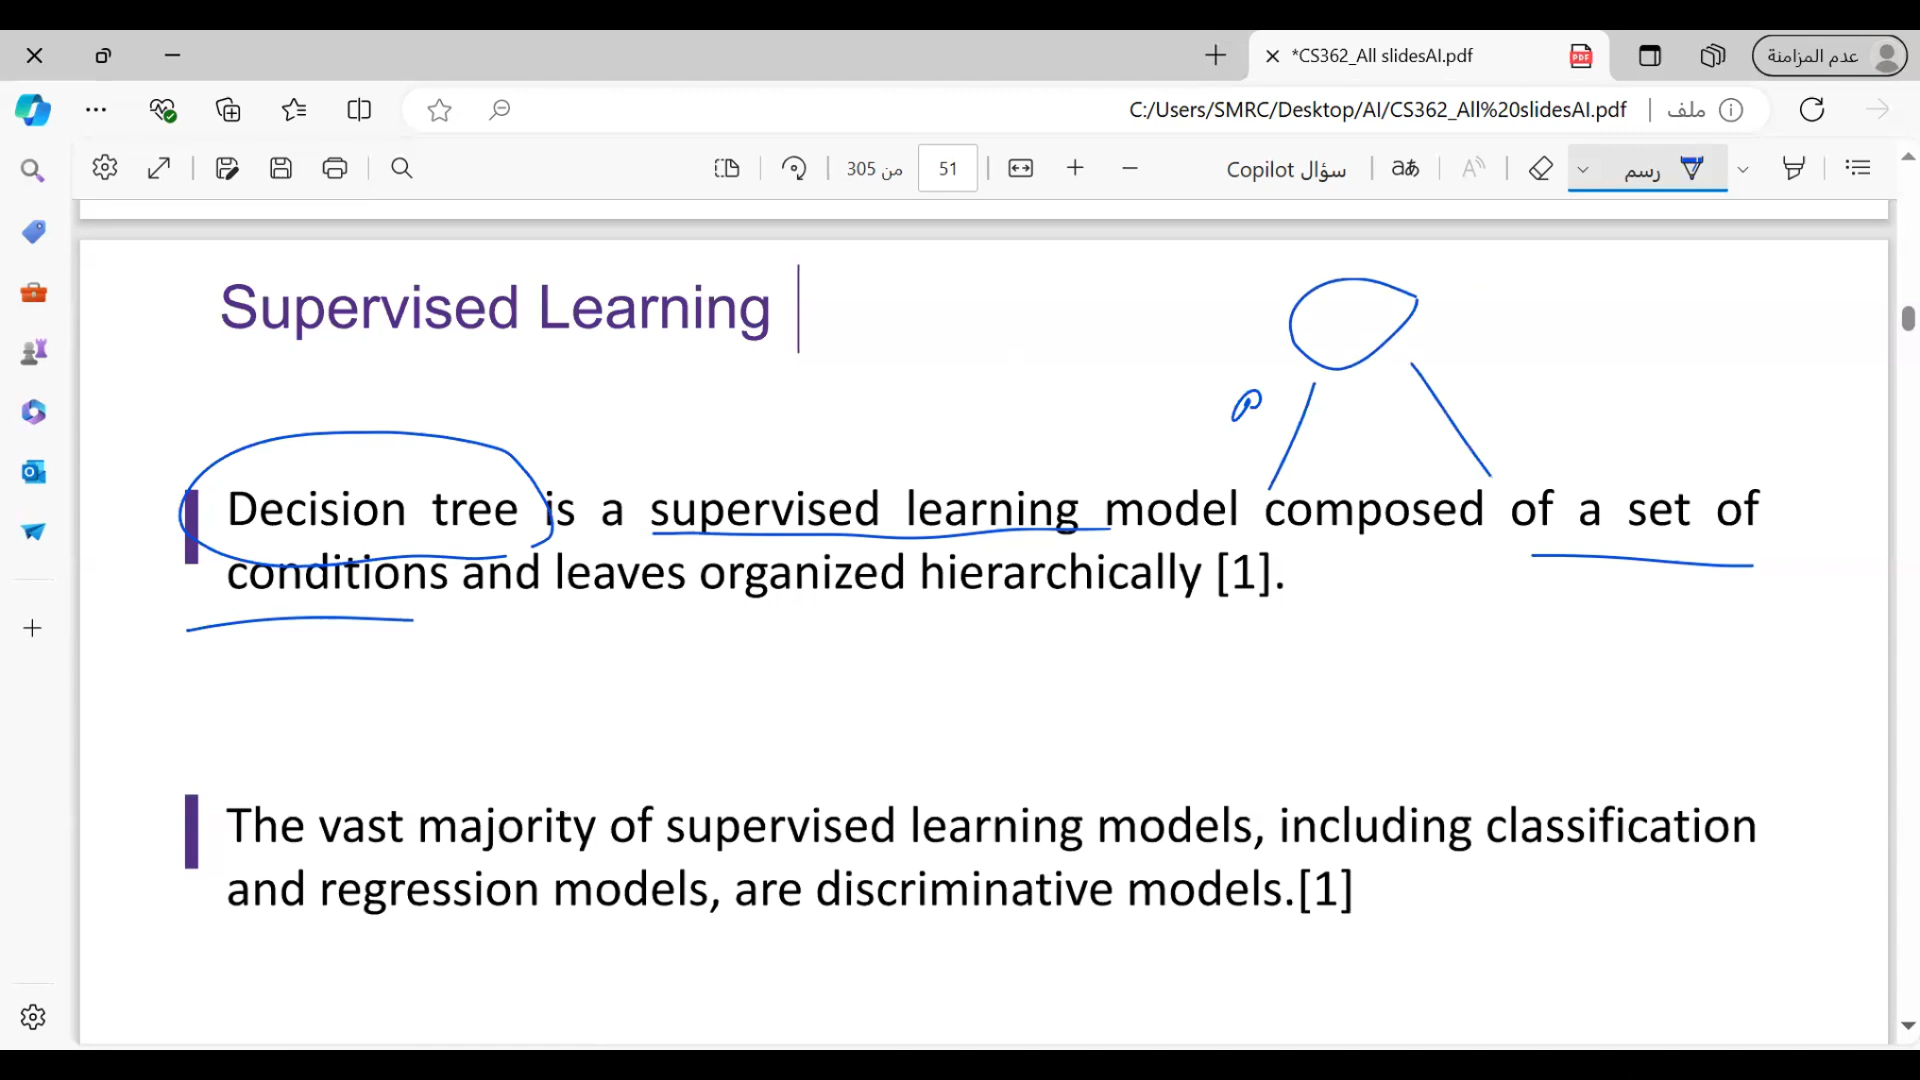 *CS362_All slidesAI.pdf
PDF
عدم المزامنة
C:/Users/SMRC/Desktop/AI/CS362_All%20slidesAI.pdf
ملف
من 305
51
سؤال Copilot
رسم
Supervised Learning
Decision tree is a supervised learning model composed of a set of
conditions and leaves organized hierarchically [1].
The vast majority of supervised learning models, including classification
and regression models, are discriminative models.[1]